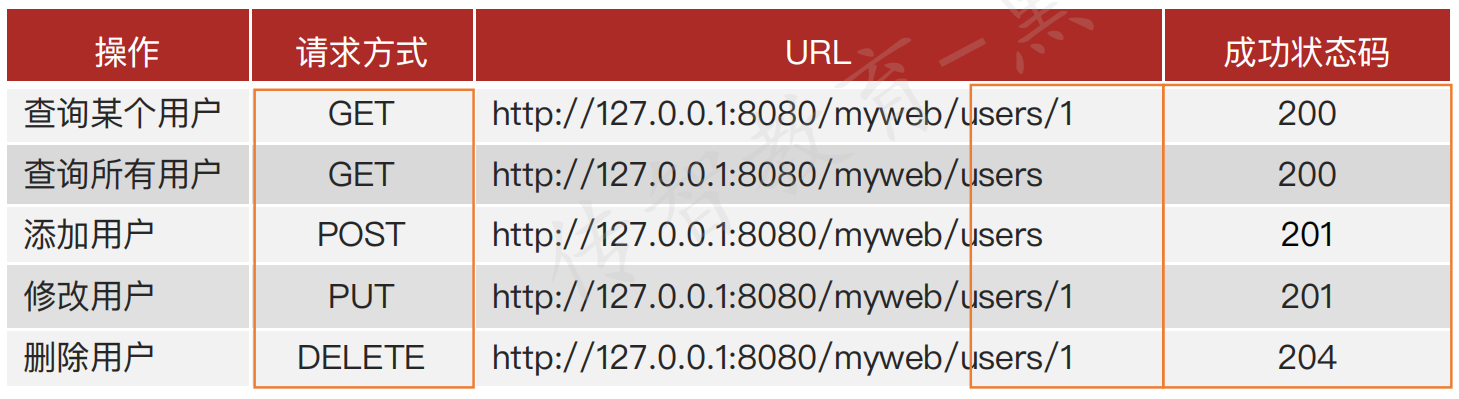 操作 请求方式 URL 成功状态码
查询某个用户 GET http://127.0.0.1:8080/myweb/users/1 200
查询所有用户 GET http://127.0.0.1:8080/myweb/users 200
添加用户 POST http://127.0.0.1:8080/myweb/users 201
修改用户 PUT http://127.0.0.1:8080/myweb/users/1 201
删除用户 DELETE http://127.0.0.1:8080/myweb/users/1 204
传智教育一黑